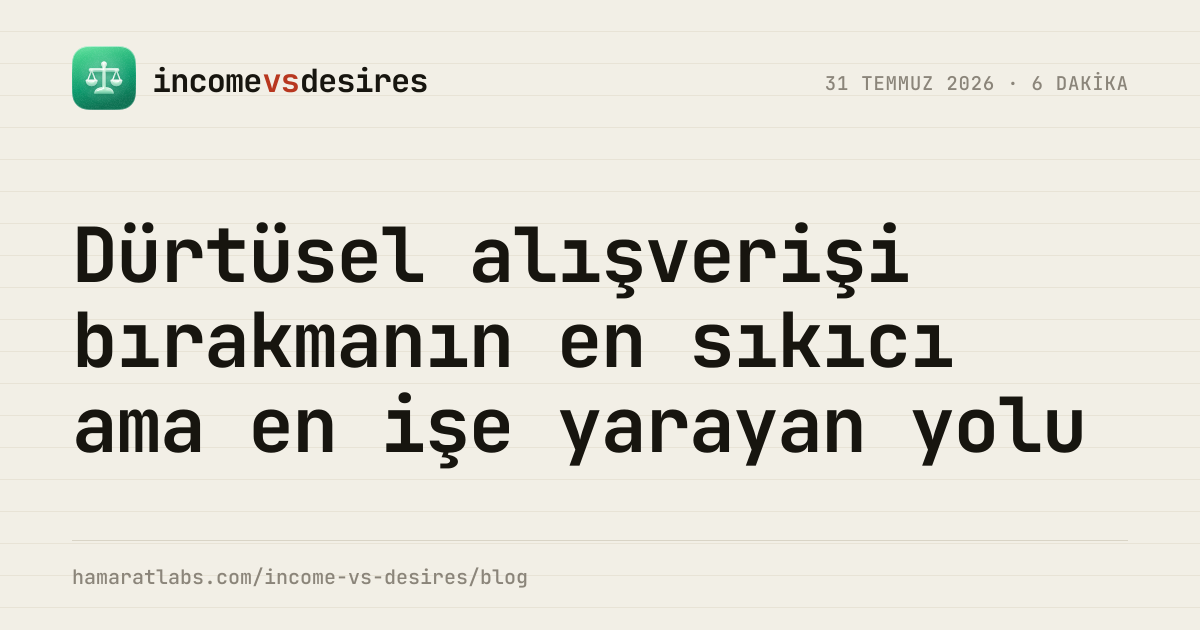 incomevsdesires
31 TEMMUZ 2026 · 6 DAKİKA
Dürtüsel alışverişi
bırakmanın en sıkıcı
ama en işe yarayan yolu
hamaratlabs.com/income-vs-desires/blog